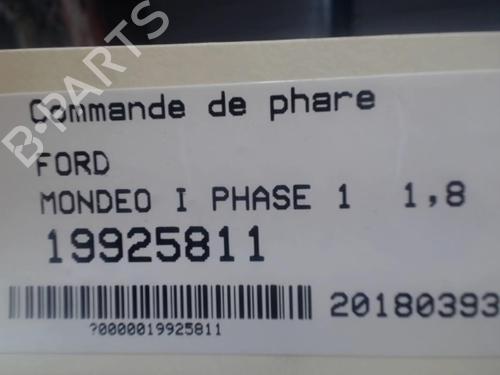 Commande de phare
B-PARTS
FORD
MONDEO I PHASE 1 1,8
19925811
20180393
?0000019925811